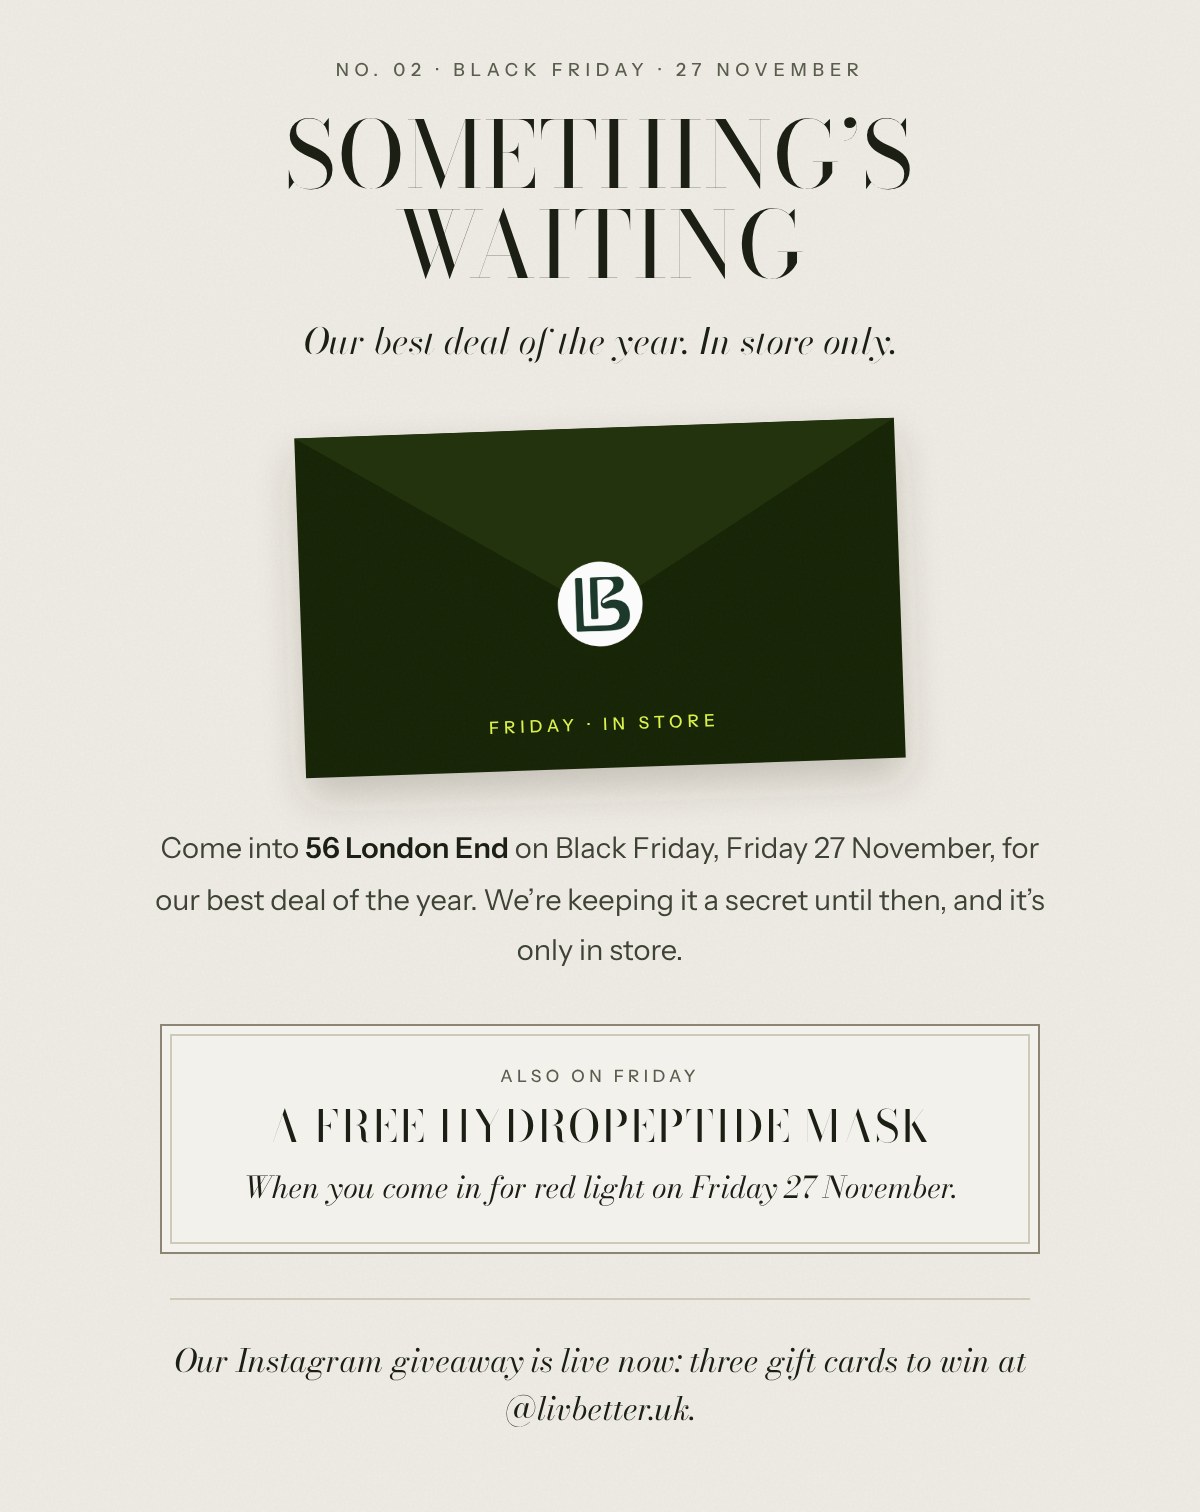 NO. 02 · BLACK FRIDAY · 27 NOVEMBER
SOMETHING’S
WAITING
Our best deal of the year. In store only.
LB
FRIDAY · IN STORE
Come into 56 London End on Black Friday, Friday 27 November, for
our best deal of the year. We’re keeping it a secret until then, and it’s
only in store.
ALSO ON FRIDAY
A FREE HYDROPEPTIDE MASK
When you come in for red light on Friday 27 November.
Our Instagram giveaway is live now: three gift cards to win at
@livbetter.uk.